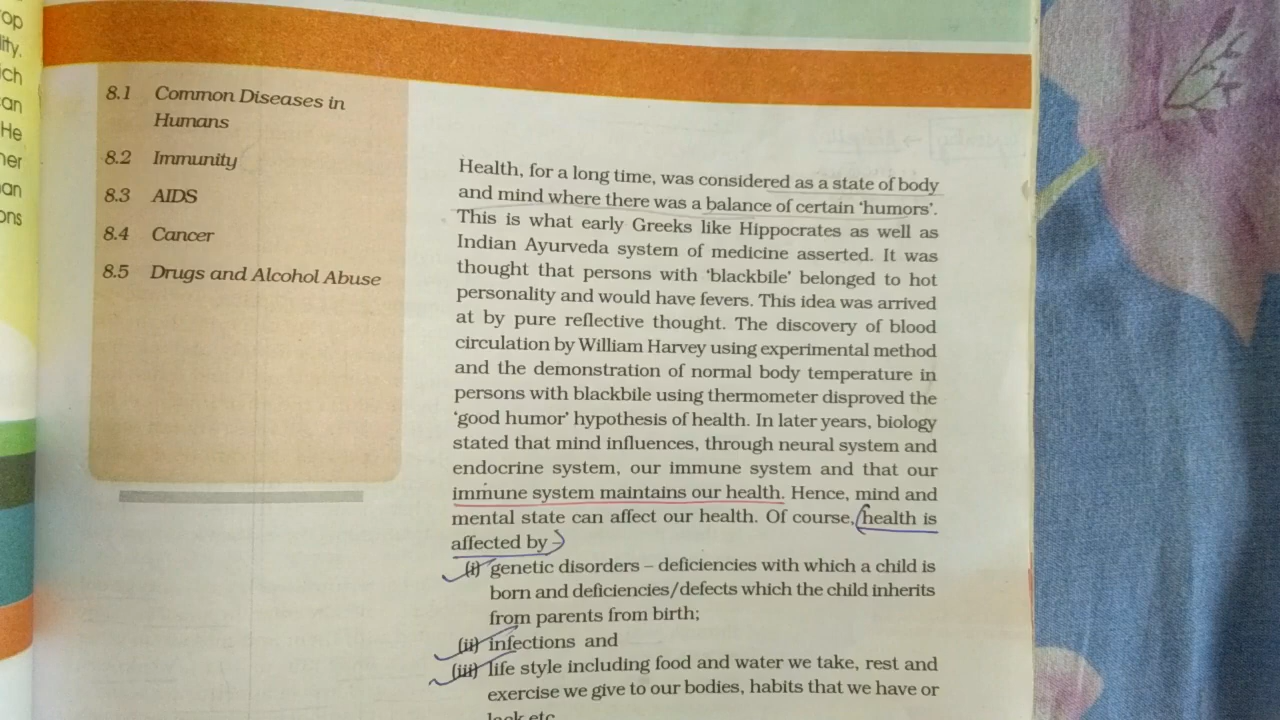 op
lity.
ich
an
He
ner
an
ons
8.1 Common Diseases in
Humans
8.2 Immunity
8.3 AIDS
8.4 Cancer
8.5 Drugs and Alcohol Abuse
Health, for a long time, was considered as a state of body
and mind where there was a balance of certain ‘humors’.
This is what early Greeks like Hippocrates as well as
Indian Ayurveda system of medicine asserted. It was
thought that persons with ‘blackbile’ belonged to hot
personality and would have fevers. This idea was arrived
at by pure reflective thought. The discovery of blood
circulation by William Harvey using experimental method
and the demonstration of normal body temperature in
persons with blackbile using thermometer disproved the
‘good humor’ hypothesis of health. In later years, biology
stated that mind influences, through neural system and
endocrine system, our immune system and that our
immune system maintains our health. Hence, mind and
mental state can affect our health. Of course, health is
affected by –
(i) genetic disorders – deficiencies with which a child is
born and deficiencies/defects which the child inherits
from parents from birth;
(ii) infections and
(iii) life style including food and water we take, rest and
exercise we give to our bodies, habits that we have or
lack etc